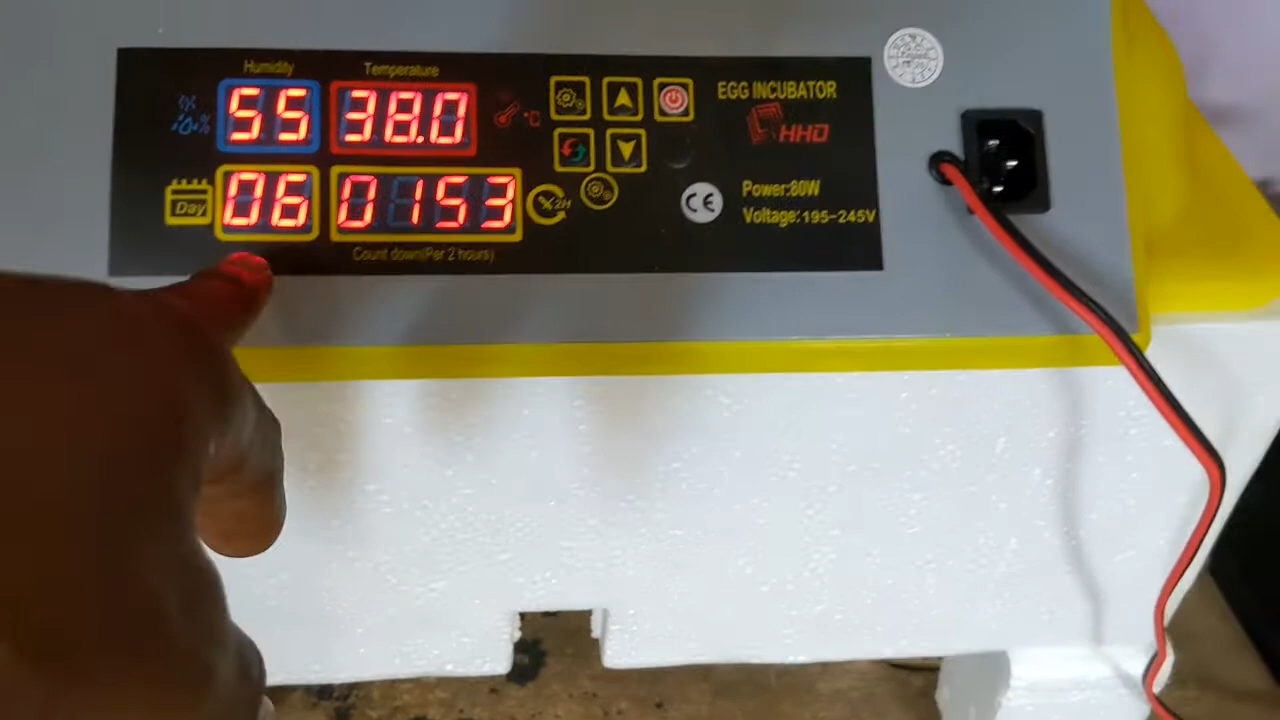 Humidity
Temperature
55
38.0
%
°C
EGG INCUBATOR
HHD
Day
06
0153
2H
Count down(Per 2 hours)
CE
Power:80W
Voltage:195-245V